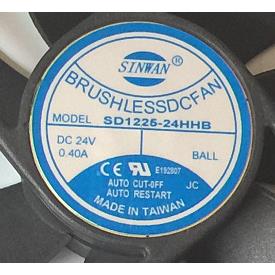 SINWAN ®
BRUSHLESSDCFAN
MODEL SD1225-24HHB
DC 24V
0.40A
BALL
CE RU E192807
AUTO CUT-OFF
AUTO RESTART
JC
MADE IN TAIWAN